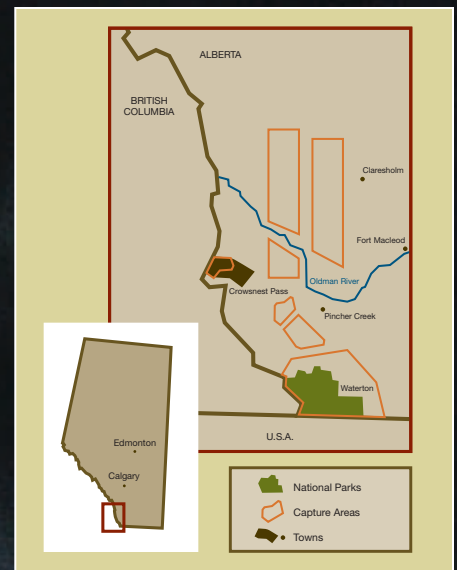 ALBERTA
BRITISH
COLUMBIA
Claresholm
Fort Macleod
Oldman River
Crowsnest Pass
Pincher Creek
Waterton
U.S.A.
Edmonton
Calgary
National Parks
Capture Areas
Towns